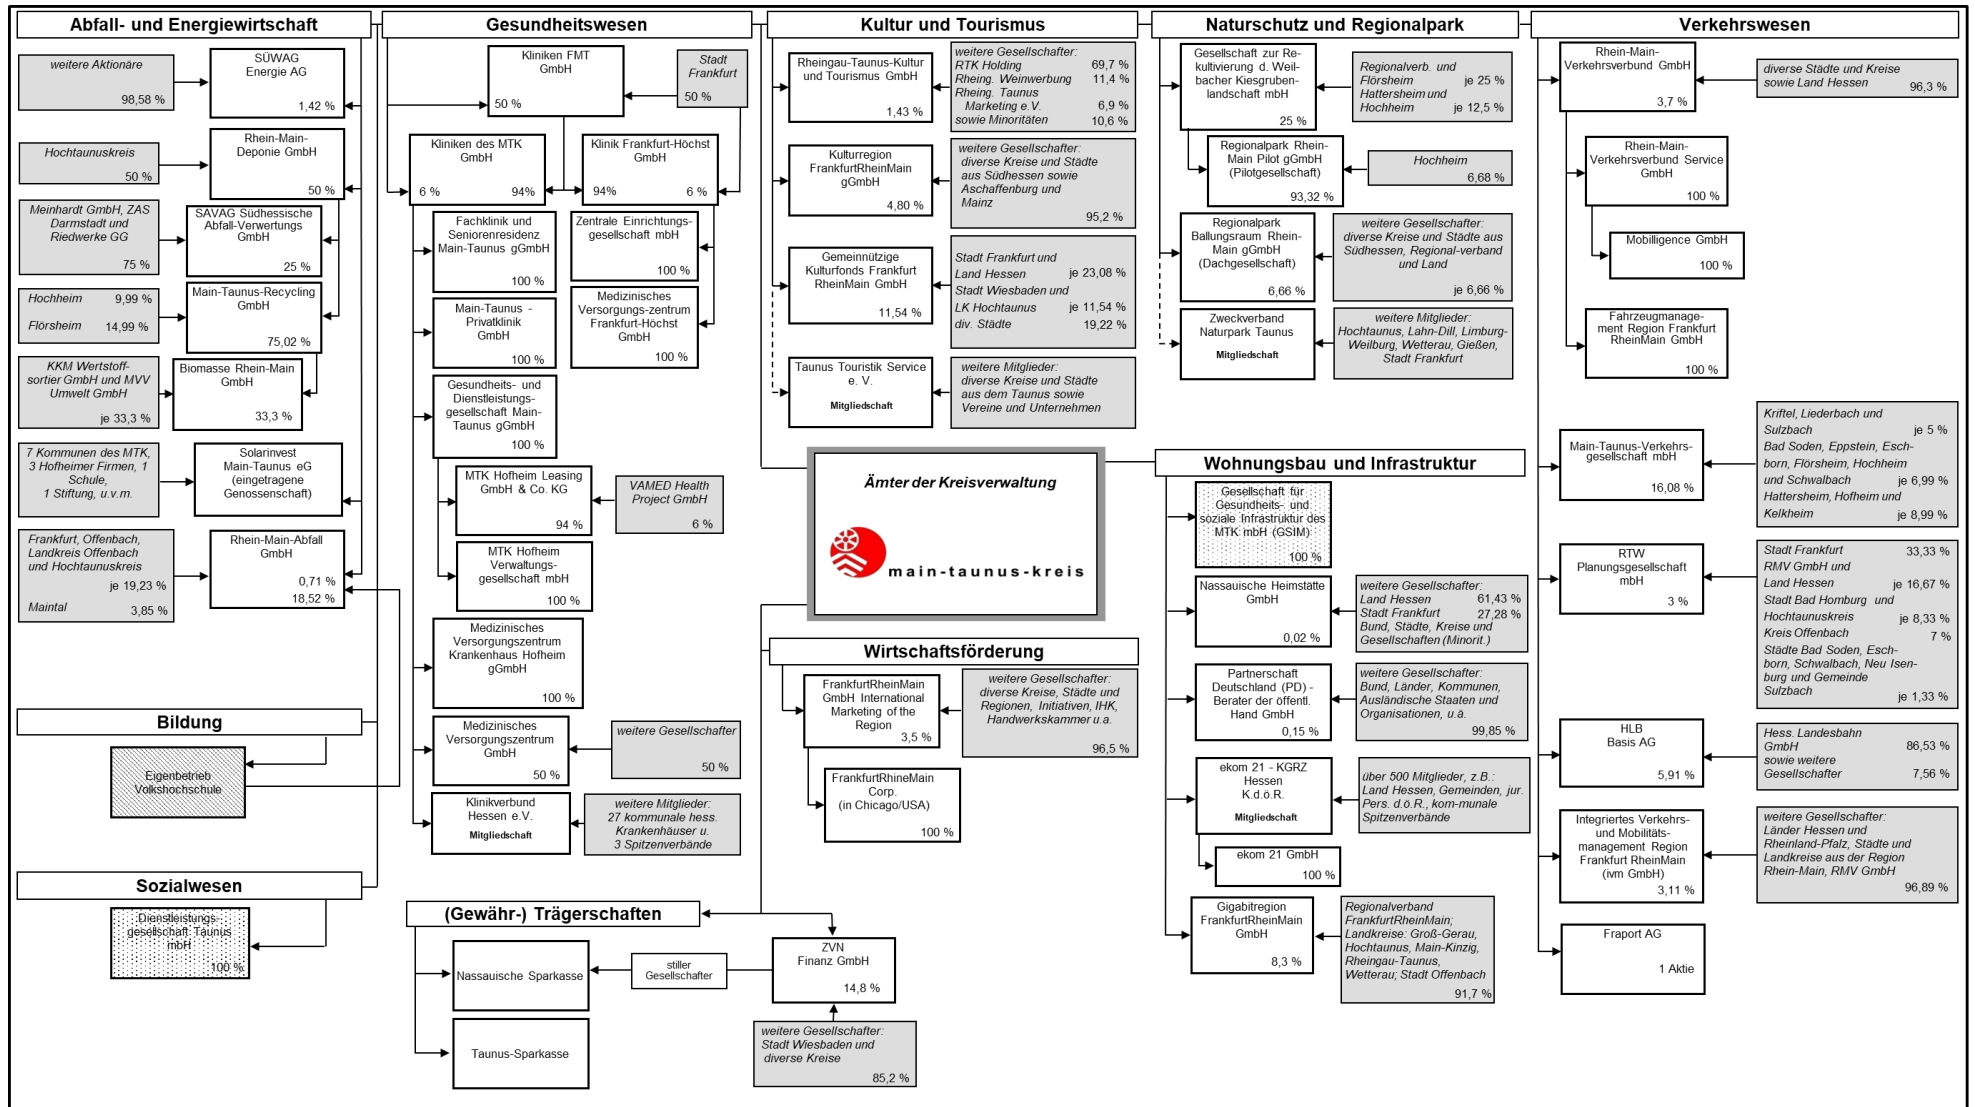 Abfall- und Energiewirtschaft
weitere Aktionäre
98,58 %
SÜWAG
Energie AG
1,42 %
Hochtaunuskreis
50 %
Rhein-Main-
Deponie GmbH
50 %
Meinhardt GmbH, ZAS
Darmstadt und
Riedwerke GG
75 %
SAVAG Südhessische
Abfall-Verwertungs
GmbH
25 %
Hochheim 9,99 %
Flörsheim 14,99 %
Main-Taunus-Recycling
GmbH
75,02 %
KKM Wertstoff-
sortier GmbH und MVV
Umwelt GmbH
je 33,3 %
Biomasse Rhein-Main
GmbH
33,3 %
7 Kommunen des MTK,
3 Hofheimer Firmen, 1
Schule,
1 Stiftung, u.v.m.
Solarinvest
Main-Taunus eG
(eingetragene
Genossenschaft)
Frankfurt, Offenbach,
Landkreis Offenbach
und Hochtaunuskreis
je 19,23 %
Maintal 3,85 %
Rhein-Main-Abfall
GmbH
0,71 %
18,52 %
Bildung
Eigenbetrieb
Volkshochschule
Sozialwesen
Dienstleistungs-
gesellschaft Taunus
mbH
100 %
Gesundheitswesen
Kliniken FMT
GmbH
50 %
Stadt
Frankfurt
50 %
Kliniken des MTK
GmbH
6 % 94%
Klinik Frankfurt-Höchst
GmbH
94% 6 %
Fachklinik und
Seniorenresidenz
Main-Taunus gGmbH
100 %
Zentrale Einrichtungs-
gesellschaft mbH
100 %
Main-Taunus -
Privatklinik
GmbH
100 %
Medizinisches
Versorgungs-zentrum
Frankfurt-Höchst
GmbH
100 %
Gesundheits- und
Dienstleistungs-
gesellschaft Main-
Taunus gGmbH
100 %
MTK Hofheim Leasing
GmbH & Co. KG
94 %
VAMED Health
Project GmbH
6 %
MTK Hofheim
Verwaltungs-
gesellschaft mbH
100 %
Medizinisches
Versorgungszentrum
Krankenhaus Hofheim
gGmbH
100 %
Medizinisches
Versorgungszentrum
GmbH
50 %
weitere Gesellschafter
50 %
Klinikverbund
Hessen e.V.
Mitgliedschaft
weitere Mitglieder:
27 kommunale hess.
Krankenhäuser u.
3 Spitzenverbände
(Gewähr-) Trägerschaften
Nassauische Sparkasse
stiller
Gesellschafter
ZVN
Finanz GmbH
14,8 %
Taunus-Sparkasse
weitere Gesellschafter:
Stadt Wiesbaden und
diverse Kreise
85,2 %
Kultur und Tourismus
Rheingau-Taunus-Kultur
und Tourismus GmbH
1,43 %
weitere Gesellschafter:
RTK Holding 69,7 %
Rheing. Weinwerbung 11,4 %
Rheing. Taunus
Marketing e.V. 6,9 %
sowie Minoritäten 10,6 %
Kulturregion
FrankfurtRheinMain
gGmbH
4,80 %
weitere Gesellschafter:
diverse Kreise und Städte
aus Südhessen sowie
Aschaffenburg und
Mainz
95,2 %
Gemeinnützige
Kulturfonds Frankfurt
RheinMain GmbH
11,54 %
Stadt Frankfurt und
Land Hessen je 23,08 %
Stadt Wiesbaden und
LK Hochtaunus je 11,54 %
div. Städte 19,22 %
Taunus Touristik Service
e. V.
Mitgliedschaft
weitere Mitglieder:
diverse Kreise und Städte
aus dem Taunus sowie
Vereine und Unternehmen
Ämter der Kreisverwaltung
main-taunus-kreis
Wirtschaftsförderung
FrankfurtRheinMain
GmbH International
Marketing of the
Region
3,5 %
weitere Gesellschafter:
diverse Kreise, Städte und
Regionen, Initiativen, IHK,
Handwerkskammer u.a.
96,5 %
FrankfurtRhineMain
Corp.
(in Chicago/USA)
100 %
Naturschutz und Regionalpark
Gesellschaft zur Re-
kultivierung d. Weil-
bacher Kiesgruben-
landschaft mbH
25 %
Regionalverb. und
Flörsheim je 25 %
Hattersheim und
Hochheim je 12,5 %
Regionalpark Rhein-
Main Pilot gGmbH
(Pilotgesellschaft)
93,32 %
Hochheim
6,68 %
Regionalpark
Ballungsraum Rhein-
Main gGmbH
(Dachgesellschaft)
6,66 %
weitere Gesellschafter:
diverse Kreise und Städte aus
Südhessen, Regional-verband
und Land
je 6,66 %
Zweckverband
Naturpark Taunus
Mitgliedschaft
weitere Mitglieder:
Hochtaunus, Lahn-Dill, Limburg-
Weilburg, Wetterau, Gießen,
Stadt Frankfurt
Wohnungsbau und Infrastruktur
Gesellschaft für
Gesundheits- und
soziale Infrastruktur des
MTK mbH (GSIM)
100 %
Nassauische Heimstätte
GmbH
0,02 %
weitere Gesellschafter:
Land Hessen 61,43 %
Stadt Frankfurt 27,28 %
Bund, Städte, Kreise und
Gesellschaften (Minorit.)
Partnerschaft
Deutschland (PD) -
Berater der öffentl.
Hand GmbH
0,15 %
weitere Gesellschafter:
Bund, Länder, Kommunen,
Ausländische Staaten und
Organisationen, u.ä.
99,85 %
ekom 21 - KGRZ
Hessen
K.d.ö.R.
Mitgliedschaft
über 500 Mitglieder, z.B.:
Land Hessen, Gemeinden, jur.
Pers. d.ö.R., kom-munale
Spitzenverbände
ekom 21 GmbH
100 %
Gigabitregion
FrankfurtRheinMain
GmbH
8,3 %
Regionalverband
FrankfurtRheinMain;
Landkreise: Groß-Gerau,
Hochtaunus, Main-Kinzig,
Rheingau-Taunus,
Wetterau; Stadt Offenbach
91,7 %
Verkehrswesen
Rhein-Main-
Verkehrsverbund GmbH
3,7 %
diverse Städte und Kreise
sowie Land Hessen 96,3 %
Rhein-Main-
Verkehrsverbund Service
GmbH
100 %
Mobilligence GmbH
100 %
Fahrzeugmanage-
ment Region Frankfurt
RheinMain GmbH
100 %
Main-Taunus-Verkehrs-
gesellschaft mbH
16,08 %
Kriftel, Liederbach und
Sulzbach je 5 %
Bad Soden, Eppstein, Esch-
born, Flörsheim, Hochheim
und Schwalbach je 6,99 %
Hattersheim, Hofheim und
Kelkheim je 8,99 %
RTW
Planungsgesellschaft
mbH
3 %
Stadt Frankfurt 33,33 %
RMV GmbH und
Land Hessen je 16,67 %
Stadt Bad Homburg und
Hochtaunuskreis je 8,33 %
Kreis Offenbach 7 %
Städte Bad Soden, Esch-
born, Schwalbach, Neu Isen-
burg und Gemeinde
Sulzbach je 1,33 %
HLB
Basis AG
5,91 %
Hess. Landesbahn
GmbH 86,53 %
sowie weitere
Gesellschafter 7,56 %
Integriertes Verkehrs-
und Mobilitäts-
management Region
Frankfurt RheinMain
(ivm GmbH)
3,11 %
weitere Gesellschafter:
Länder Hessen und
Rheinland-Pfalz, Städte und
Landkreise aus der Region
Rhein-Main, RMV GmbH
96,89 %
Fraport AG
1 Aktie